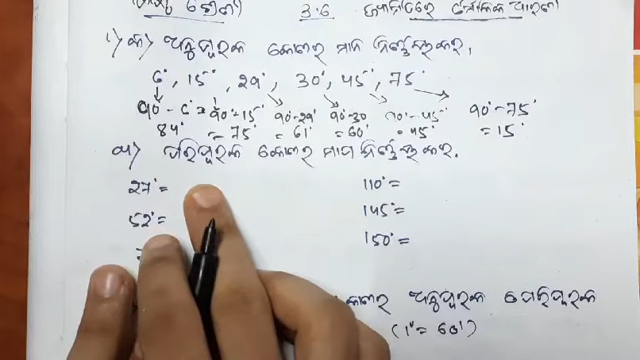 3.6 ଜ୍ୟାମିତିରେ ମୌଳିକ ଧାରଣା
୧) କ) ଅନୁପୂରକ କୋଣର ମାନ ନିର୍ଣ୍ଣୟ କର ।
6°, 15°, 29°, 30°, 45°, 75°
90°-6°= 90°-15° 90°-29° 90°-30 90°-45° 90°-75°
84° = 75° = 61° = 60° = 45° = 15°
ଖ) ପରିପୂରକ କୋଣର ମାପ ନିର୍ଣ୍ଣୟ କର .
27°= 110°=
52°= 145°=
150°=
କୋଣର ଅନୁପୂରକ ଓ ପରିପୂରକ
(1°= 60')